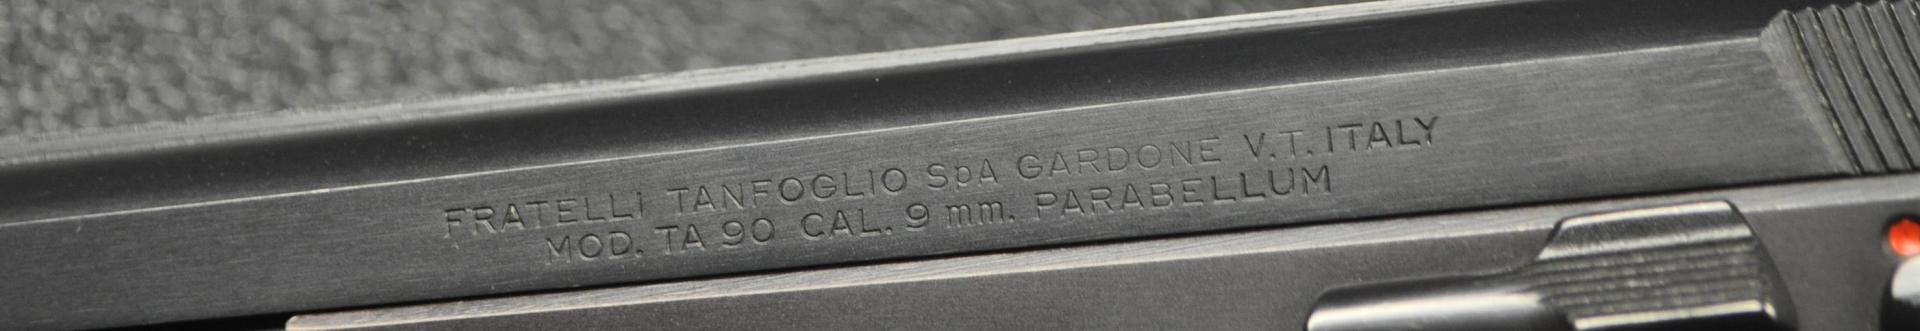 FRATELLI TANFOGLIO SpA GARDONE V.T. ITALY
MOD. TA 90 CAL. 9 mm. PARABELLUM